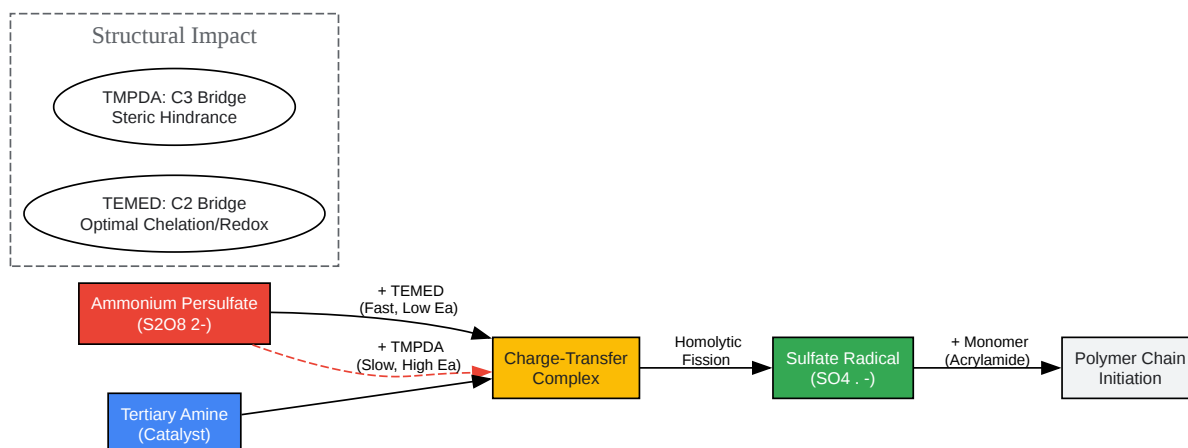 Structural Impact
TMPDA: C3 Bridge
Steric Hindrance
TEMED: C2 Bridge
Optimal Chelation/Redox
Ammonium Persulfate
(S2O8 2-)
+ TEMED
(Fast, Low Ea)
+ TMPDA
(Slow, High Ea)
Tertiary Amine
(Catalyst)
Charge-Transfer
Complex
Homolytic
Fission
Sulfate Radical
(SO4 . -)
+ Monomer
(Acrylamide)
Polymer Chain
Initiation